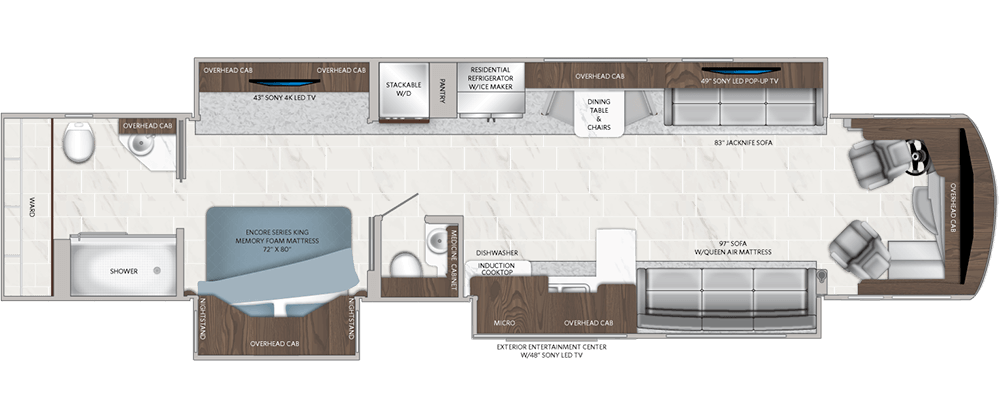 OVERHEAD CAB
OVERHEAD CAB
43" SONY 4K LED TV
STACKABLE
W/D
PANTRY
RESIDENTIAL
REFRIGERATOR
W/ICE MAKER
OVERHEAD CAB
DINING
TABLE
&
CHAIRS
49" SONY LED POP-UP TV
83" JACKNIFE SOFA
OVERHEAD CAB
WARD
SHOWER
ENCORE SERIES KING
MEMORY FOAM MATTRESS
72" X 80"
NIGHTSTAND
NIGHTSTAND
OVERHEAD CAB
MEDICINE CABINET
DISHWASHER
INDUCTION
COOKTOP
MICRO
OVERHEAD CAB
97" SOFA
W/QUEEN AIR MATTRESS
OVERHEAD CAB
EXTERIOR ENTERTAINMENT CENTER
W/48" SONY LED TV